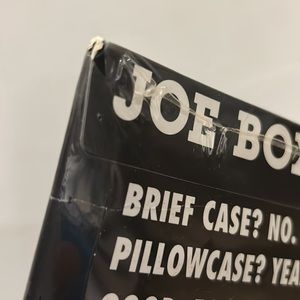 JOE BO
BRIEF CASE? NO.
PILLOWCASE? YEA